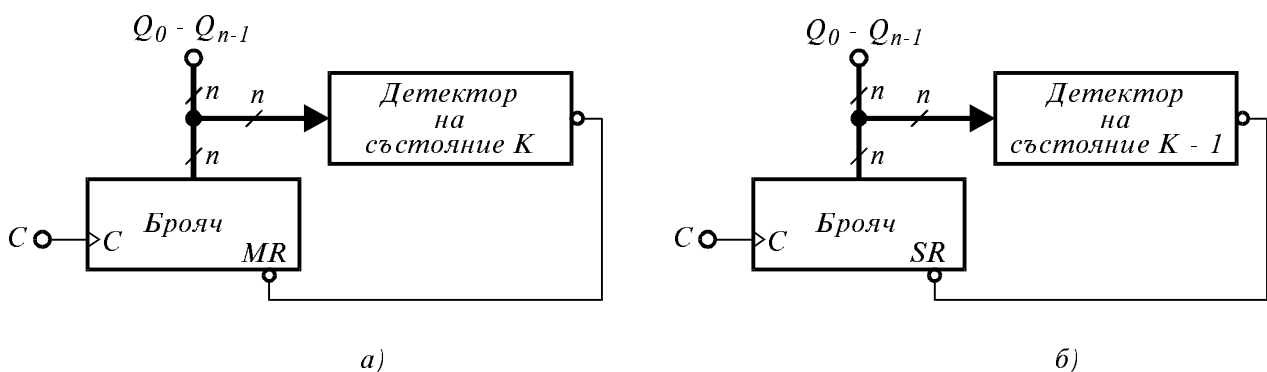 Q0 - Qn-1
n
n
n
Детектор
на
състояние K
C
C
Брояч
MR
а)
Q0 - Qn-1
n
n
n
Детектор
на
състояние K - 1
C
C
Брояч
SR
б)